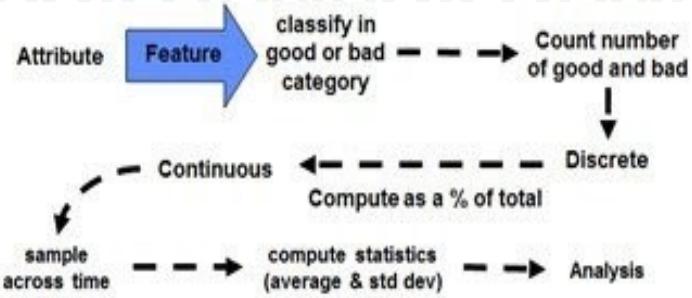 Attribute
Feature
classify in
good or bad
category
Count number
of good and bad
Discrete
Compute as a % of total
Continuous
sample
across time
compute statistics
(average & std dev)
Analysis